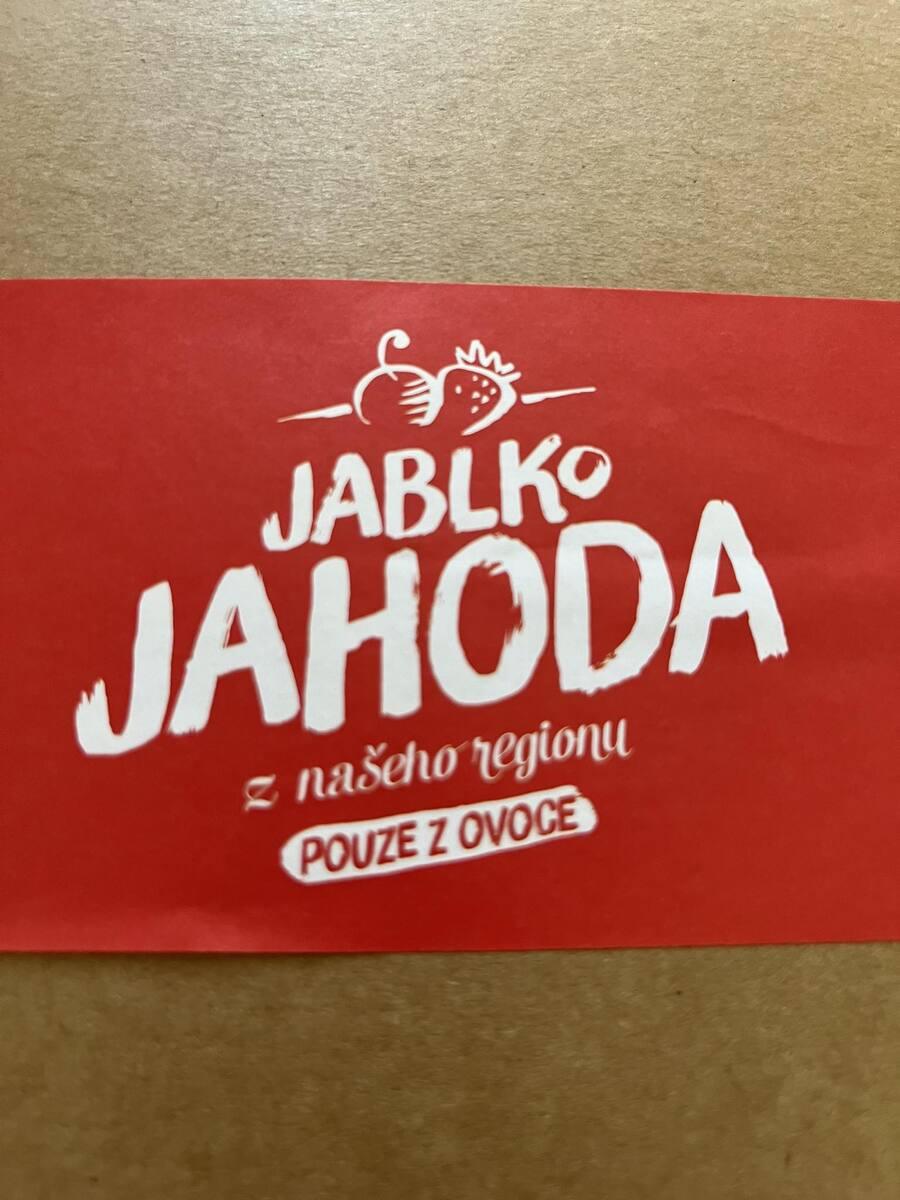 JABLKO
JAHODA
z našeho regionu
POUZE Z OVOCE